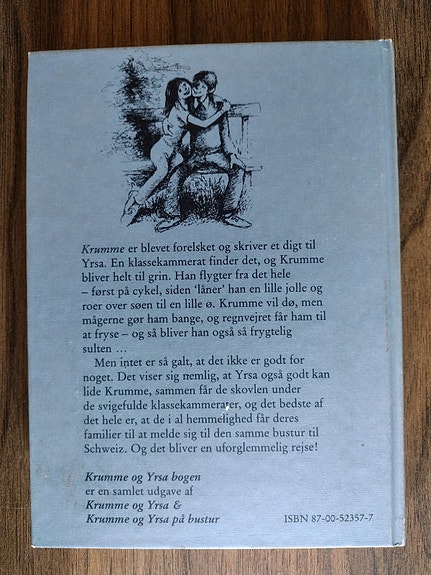 Krumme er blevet forelsket og skriver et digt til
Yrsa. En klassekammerat finder det, og Krumme
bliver helt til grin. Han flygter fra det hele
– først på cykel, siden 'låner' han en lille jolle og
roer over søen til en lille ø. Krumme vil dø, men
mågerne gør ham bange, og regnvejret får ham til
at fryse – og så bliver han også så frygtelig
sulten ...
Men intet er så galt, at det ikke er godt for
noget. Det viser sig nemlig, at Yrsa også godt kan
lide Krumme, sammen får de skovlen under
de svigefulde klassekammerater, og det bedste af
det hele er, at de i al hemmelighed får deres
familier til at melde sig til den samme bustur til
Schweiz. Og det bliver en uforglemmelig rejse!
Krumme og Yrsa bogen
er en samlet udgave af
Krumme og Yrsa &
Krumme og Yrsa på bustur
ISBN 87-00-52357-7